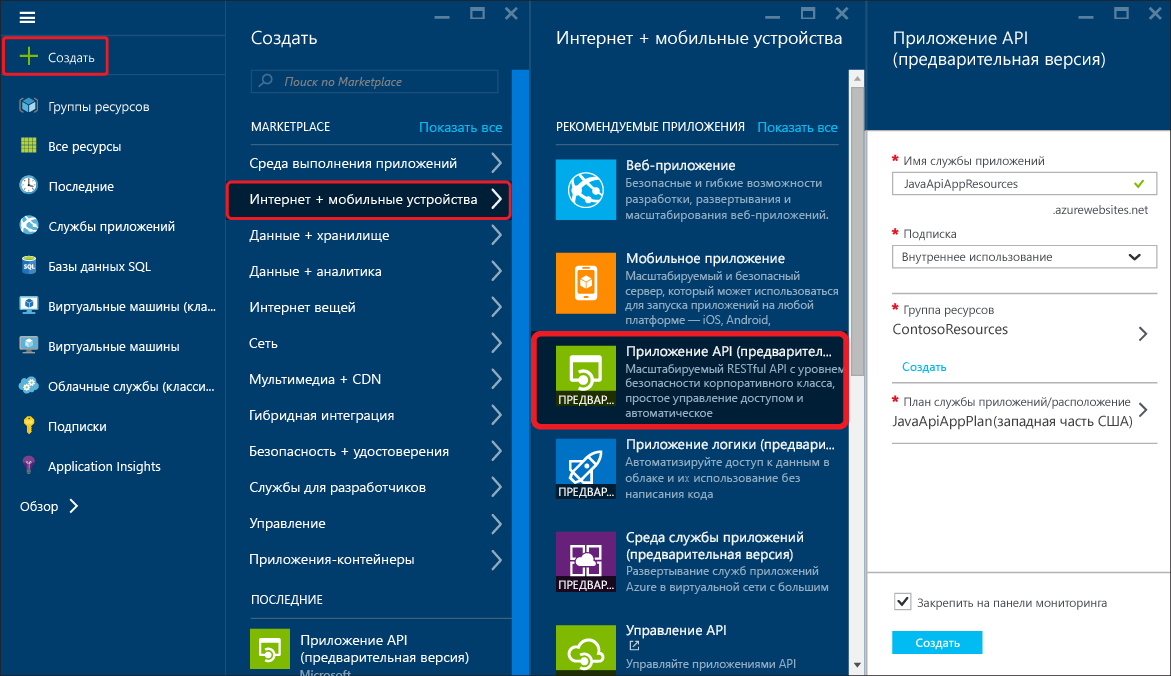 Создать
Группы ресурсов
Все ресурсы
Последние
Службы приложений
Базы данных SQL
SQL
Виртуальные машины (кла...
Виртуальные машины
Облачные службы (класси...
Подписки
Application Insights
Обзор
Создать
Поиск по Marketplace
MARKETPLACE Показать все
Среда выполнения приложений
Интернет + мобильные устройства
Данные + хранилище
Данные + аналитика
Интернет вещей
Сеть
Мультимедиа + CDN
Гибридная интеграция
Безопасность + удостоверения
Службы для разработчиков
Управление
Приложения-контейнеры
ПОСЛЕДНИЕ
Приложение API
(предварительная версия)
Microsoft
Интернет + мобильные устройства
РЕКОМЕНДУЕМЫЕ ПРИЛОЖЕНИЯ Показать все
Веб-приложение
Безопасные и гибкие возможности
разработки, развертывания и
масштабирования веб-приложений.
Мобильное приложение
Масштабируемый и безопасный
сервер, который может использоваться
для запуска приложений на любой
платформе — iOS, Android,
Приложение API (предварител...
Масштабируемый RESTful API с уровнем
безопасности корпоративного класса,
простое управление доступом и
автоматическое
ПРЕДВАР...
Приложение логики (предвари...
Автоматизируйте доступ к данным в
облаке и их использование без
написания кода
ПРЕДВАР...
Среда службы приложений
(предварительная версия)
Развертывание служб приложений
Azure в виртуальной сети с большим
ПРЕДВАР...
Управление API
Управляйте приложениями API
Приложение API
(предварительная версия)
* Имя службы приложений
JavaApiAppResources
.azurewebsites.net
* Подписка
Внутреннее использование
* Группа ресурсов
ContosoResources
Создать
* План службы приложений/расположение
JavaApiAppPlan(западная часть США)
Закрепить на панели мониторинга
Создать